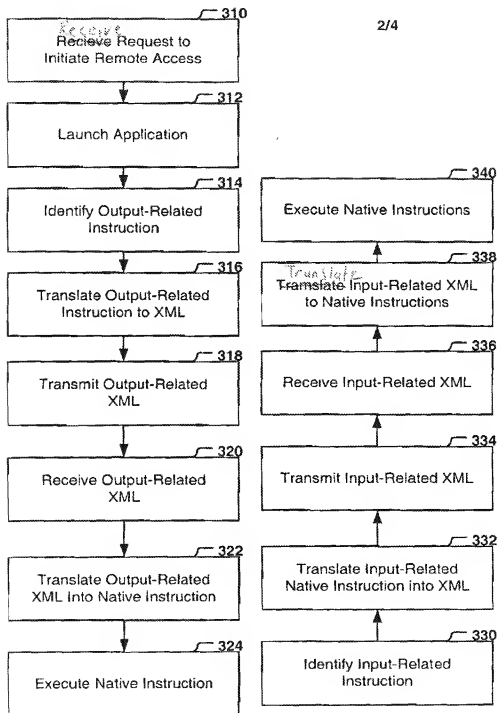 310
2/4
Receive
Recieve Request to
Initiate Remote Access
312
Launch Application
314
Identify Output-Related
Instruction
316
Translate Output-Related
Instruction to XML
318
Transmit Output-Related
XML
320
Receive Output-Related
XML
322
Translate Output-Related
XML Into Native Instruction
324
Execute Native Instruction
340
Execute Native Instructions
338
Translate
Tramslate Input-Related XML
to Native Instructions
336
Receive Input-Related XML
334
Transmit Input-Related XML
332
Translate Input-Related
Native Instruction into XML
330
Identify Input-Related
Instruction